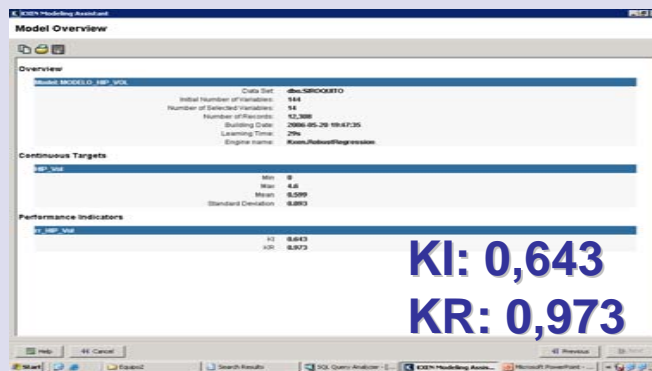 KXEN Modeling Assistant
Model Overview
Overview
Model: MODELO_HIP_VOL
Data Set: dbo.SIROQUITO
Initial Number of Variables: 144
Number of Selected Variables: 14
Number of Records: 12,308
Building Date: 2006-05-20 19:47:35
Learning Time: 29s
Engine name: Kxen.RobustRegression
Continuous Targets
HIP_Vol
Min 0
Max 4.6
Mean 0.599
Standard Deviation 0.893
Performance Indicators
rr_HIP_Vol
KI 0.643
KR 0.973
KI: 0,643
KR: 0,973
Help
Cancel
Previous
Next
Start
Equipo2
Search Results
SQL Query Analyzer - [...
KXEN Modeling Assis...
Microsoft PowerPoint - ...